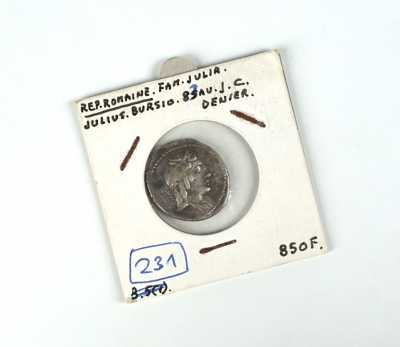 REP. ROMAINE. FAM. JULIA.
JULIUS. BURSIO. 83 AV. J. C.
DENIER.
850F.
231